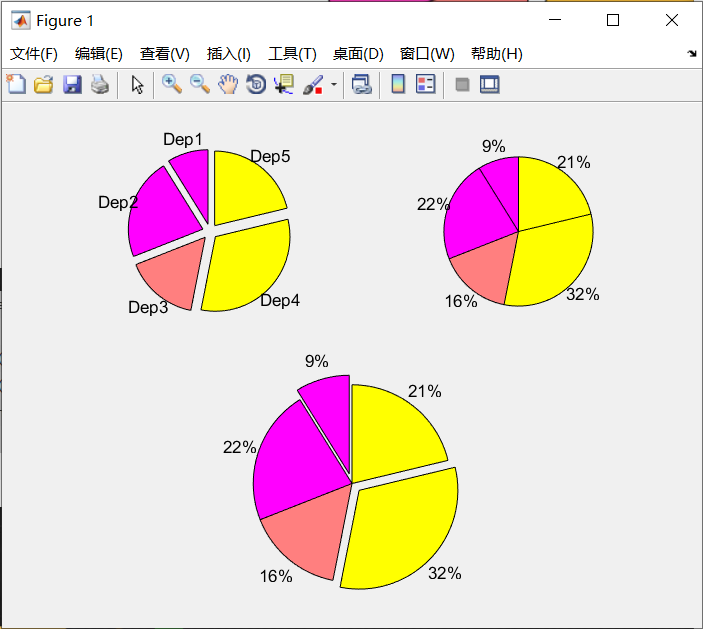 Figure 1
文件(F) 编辑(E) 查看(V) 插入(I) 工具(T) 桌面(D) 窗口(W) 帮助(H)
Dep1
Dep5
Dep2
Dep3
Dep4
9%
21%
22%
16%
32%
9%
21%
22%
16%
32%